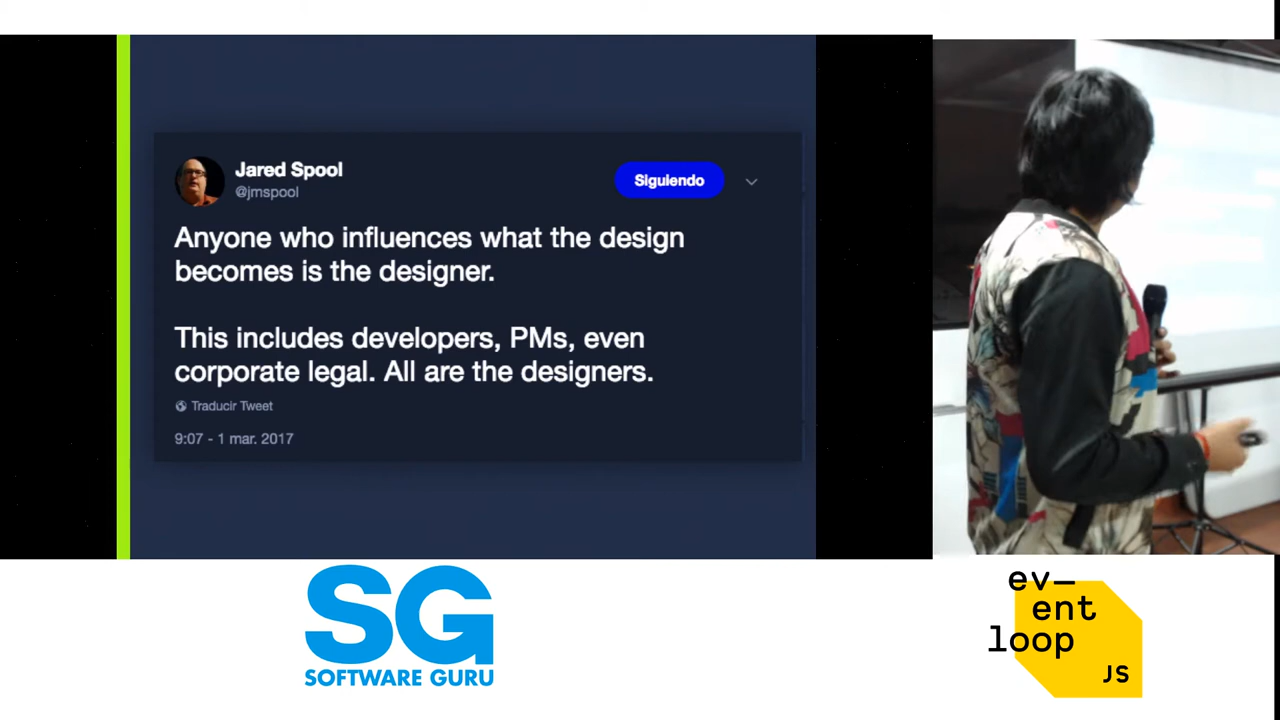 Jared Spool
@jmspool
Siguiendo
Anyone who influences what the design
becomes is the designer.
This includes developers, PMs, even
corporate legal. All are the designers.
Traducir Tweet
9:07 - 1 mar. 2017
SG
SOFTWARE GURU
ev—
ent
loop
JS